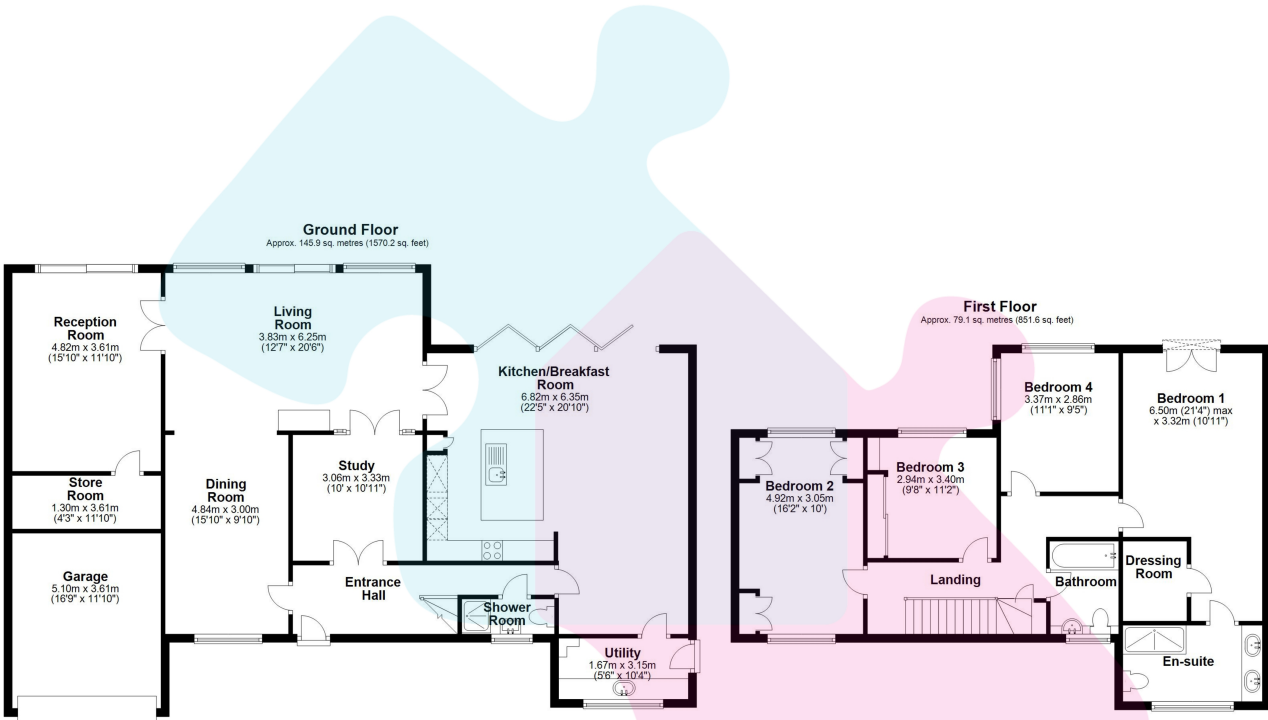 Ground Floor
Approx. 145.9 sq. metres (1570.2 sq. feet)
Reception
Room
4.82m x 3.61m
(15'10" x 11'10")
Living
Room
3.83m x 6.25m
(12'7" x 20'6")
Kitchen/Breakfast
Room
6.82m x 6.35m
(22'5" x 20'10")
Study
3.06m x 3.33m
(10' x 10'11")
Store
Room
1.30m x 3.61m
(4'3" x 11'10")
Dining
Room
4.84m x 3.00m
(15'10" x 9'10")
Garage
5.10m x 3.61m
(16'9" x 11'10")
Entrance
Hall
Shower
Room
Utility
1.67m x 3.15m
(5'6" x 10'4")
First Floor
Approx. 79.1 sq. metres (851.6 sq. feet)
Bedroom 4
3.37m x 2.86m
(11'1" x 9'5")
Bedroom 1
6.50m (21'4") max
x 3.32m (10'11")
Bedroom 3
2.94m x 3.40m
(9'8" x 11'2")
Bedroom 2
4.92m x 3.05m
(16'2" x 10')
Landing
Bathroom
Dressing
Room
En-suite